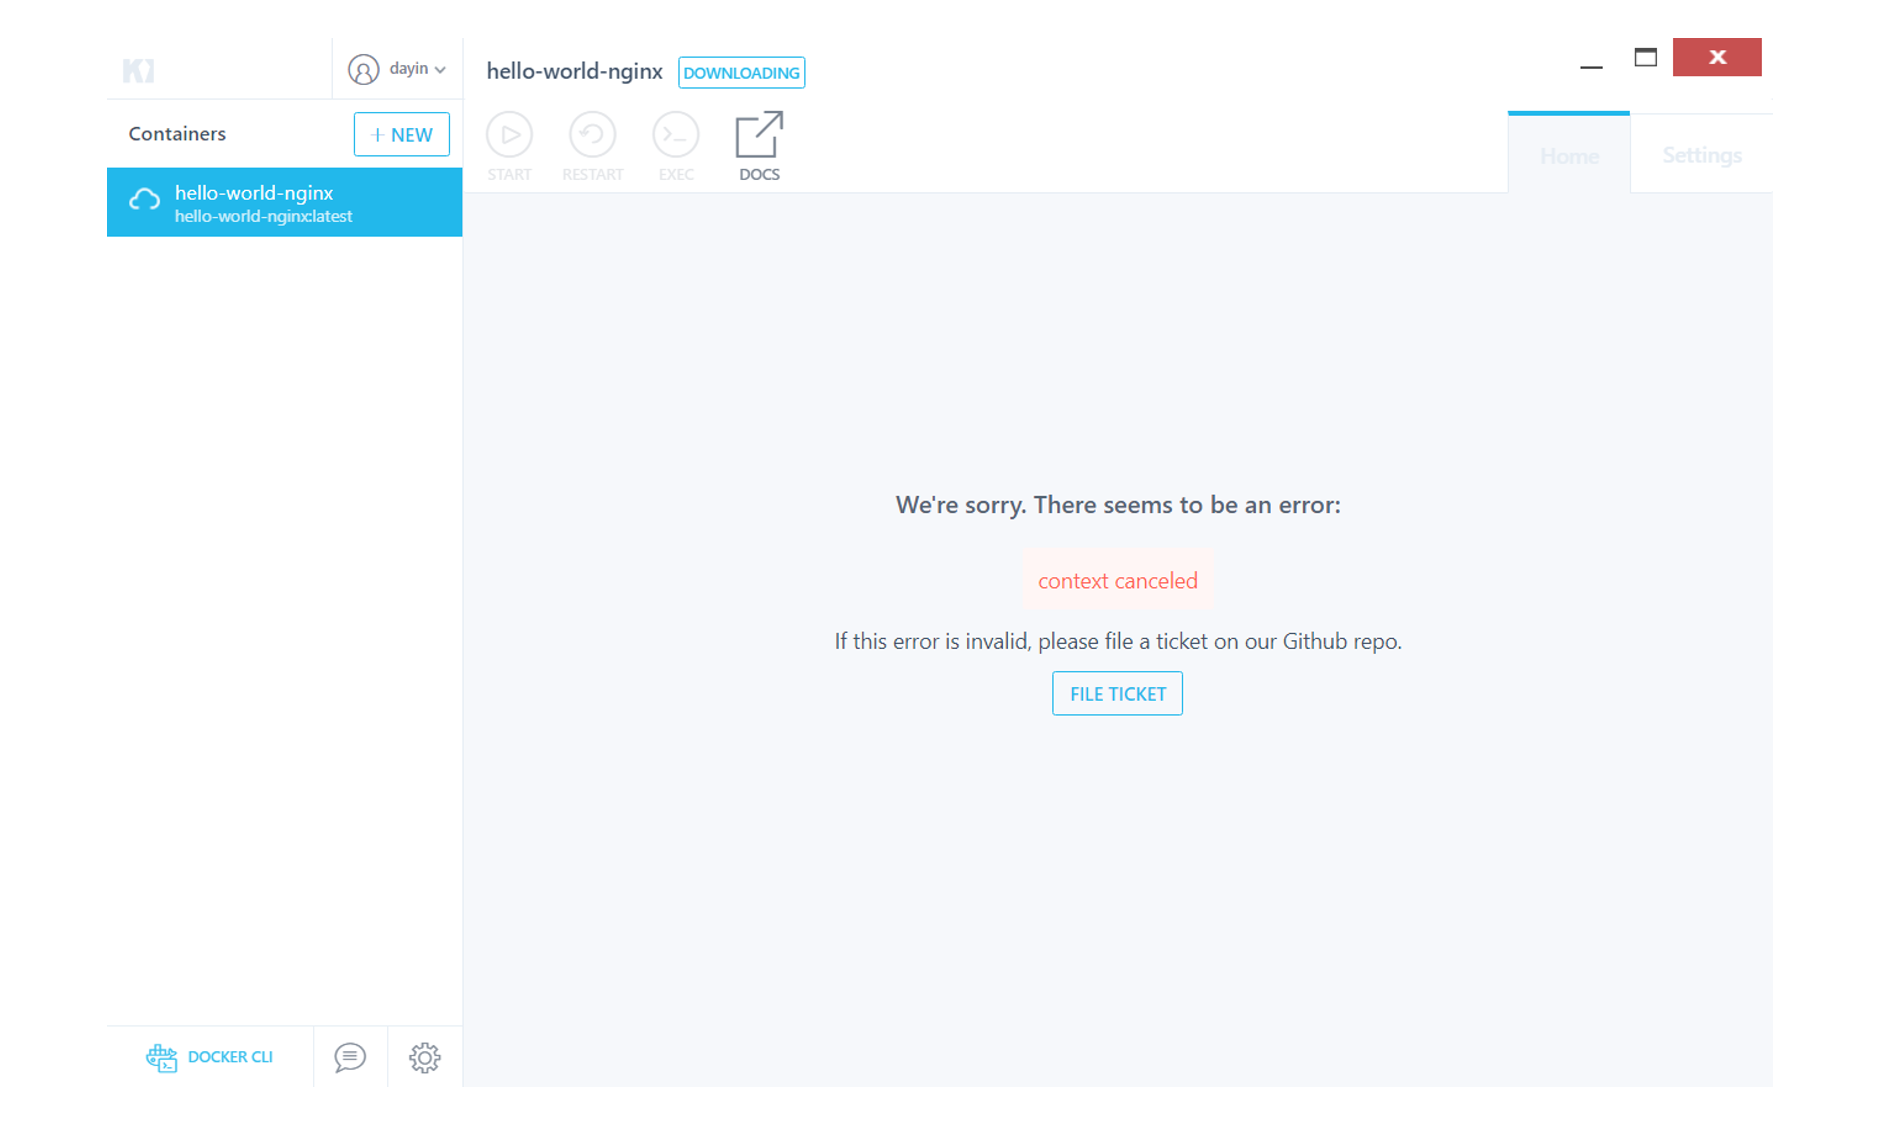 dayin
hello-world-nginx DOWNLOADING
X
Containers
+ NEW
START
RESTART
EXEC
DOCS
Home
Settings
hello-world-nginx
hello-world-nginx:latest
We're sorry. There seems to be an error:
context canceled
If this error is invalid, please file a ticket on our Github repo.
FILE TICKET
DOCKER CLI